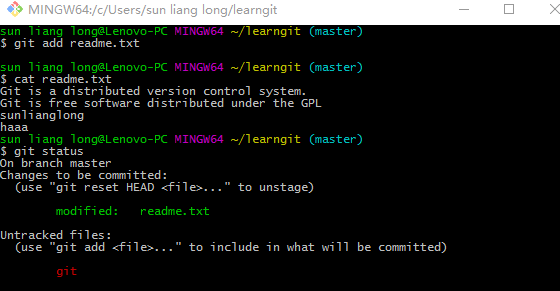 MINGW64:/c/Users/sun liang long/learngit
sun liang long@Lenovo-PC MINGW64 ~/learngit (master)
$ git add readme.txt
sun liang long@Lenovo-PC MINGW64 ~/learngit (master)
$ cat readme.txt
Git is a distributed version control system.
Git is free software distributed under the GPL
sunlianglong
haaa
sun liang long@Lenovo-PC MINGW64 ~/learngit (master)
$ git status
On branch master
Changes to be committed:
(use "git reset HEAD <file>..." to unstage)
modified: readme.txt
Untracked files:
(use "git add <file>..." to include in what will be committed)
git